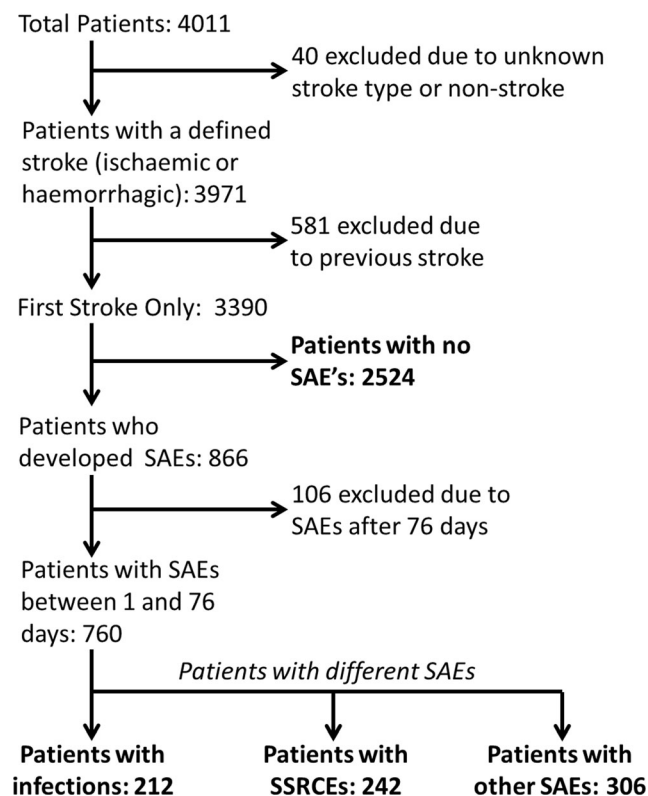 Total Patients: 4011
40 excluded due to unknown
stroke type or non-stroke
Patients with a defined
stroke (ischaemic or
haemorrhagic): 3971
581 excluded due
to previous stroke
First Stroke Only: 3390
Patients with no
SAE's: 2524
Patients who
developed SAEs: 866
106 excluded due to
SAEs after 76 days
Patients with SAEs
between 1 and 76
days: 760
Patients with different SAEs
Patients with
infections: 212
Patients with
SSRCEs: 242
Patients with
other SAEs: 306